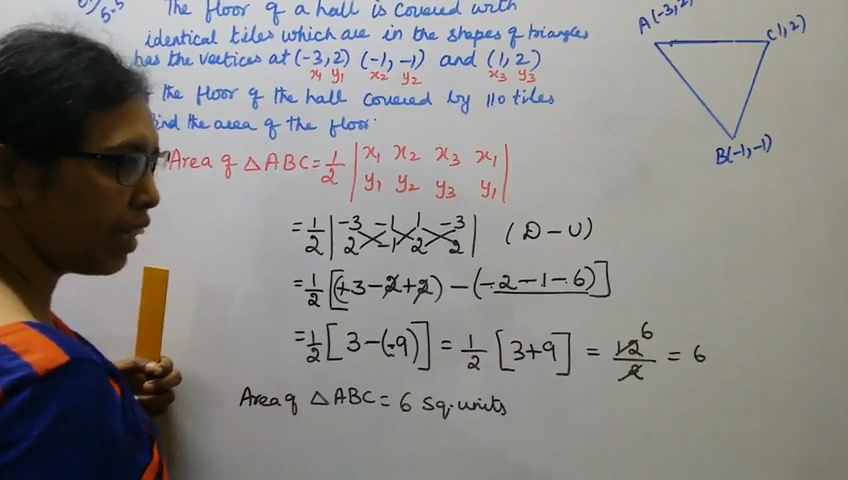 5.5 The floor of a hall is covered with
identical tiles which are in the shapes of triangles
has the vertices at (-3,2) (-1,-1) and (1,2)
x₁ y₁ x₂ y₂ x₃ y₃
the floor of the hall covered by 110 tiles
find the area of the floor.
A(-3,2) C(1,2)
B(-1,-1)
Area of △ABC = 1/2 | x₁ x₂ x₃ x₁ |
y₁ y₂ y₃ y₁
= 1/2 | -3 -1 1 -3 | (D-U)
2 -1 2 2
= 1/2 [(+3-2+2) - (-2-1-6)]
= 1/2 [3-(-9)] = 1/2 [3+9] = 12/2 6 = 6
Area of △ABC = 6 sq.units